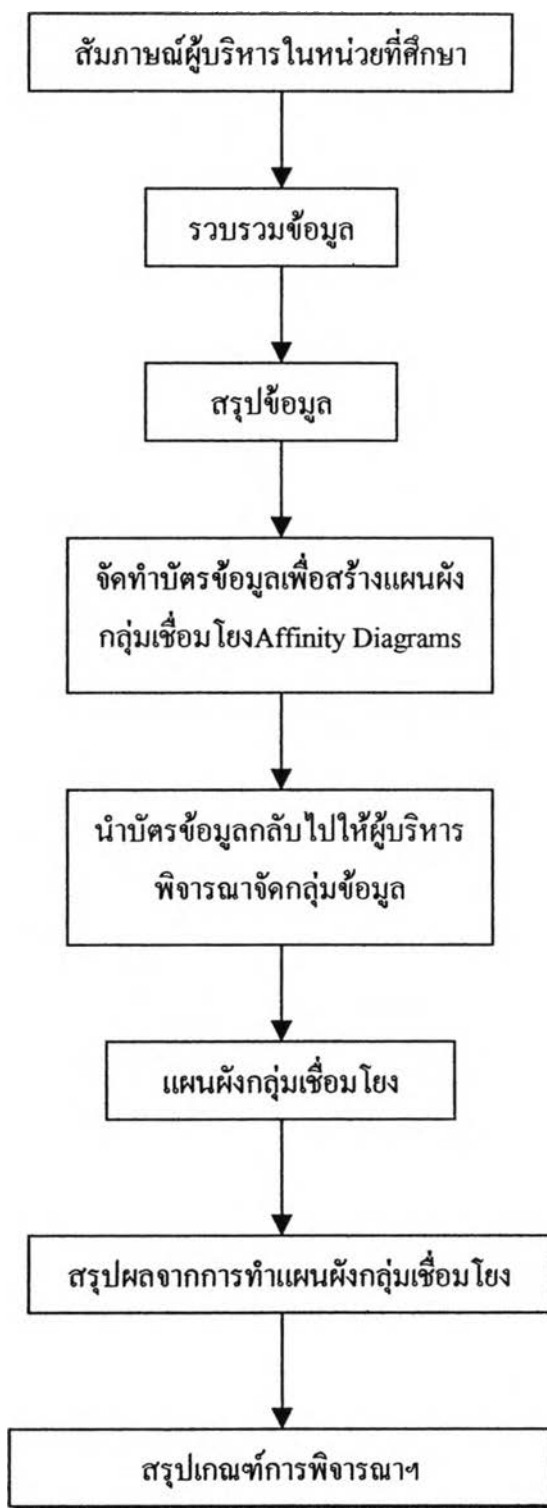 สัมภาษณ์ผู้บริหารในหน่วยที่ศึกษา
รวบรวมข้อมูล
สรุปข้อมูล
จัดทำบัตรข้อมูลเพื่อสร้างแผนผัง
กลุ่มเชื่อมโยงAffinity Diagrams
นำบัตรข้อมูลกลับไปให้ผู้บริหาร
พิจารณาจัดกลุ่มข้อมูล
แผนผังกลุ่มเชื่อมโยง
สรุปผลจากการทำแผนผังกลุ่มเชื่อมโยง
สรุปเกณฑ์การพิจารณาฯ